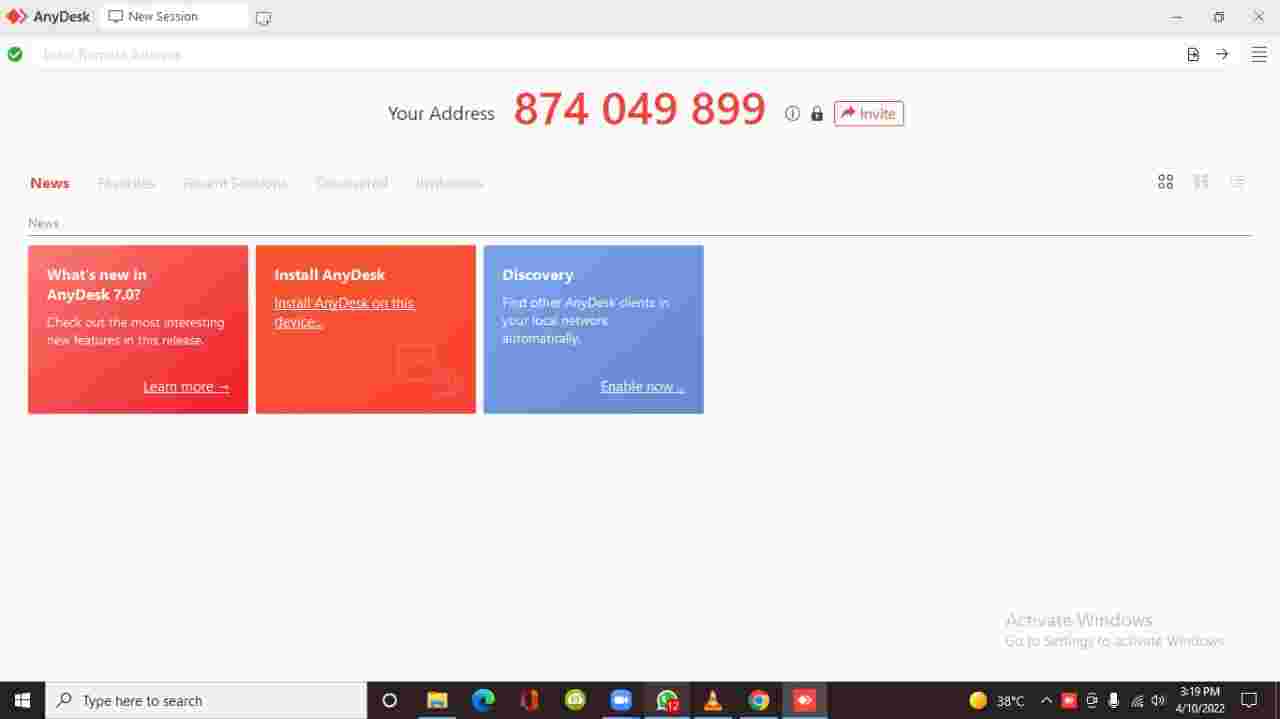 AnyDesk
New Session
Enter Remote Address
Your Address 874 049 899 Invite
News Favorites Recent Sessions Discovered Invitations
News
What's new in
AnyDesk 7.0?
Check out the most interesting
new features in this release.
Learn more →
Install AnyDesk
Install AnyDesk on this
device...
Discovery
Find other AnyDesk clients in
your local network
automatically.
Enable now ...
Activate Windows
Go to Settings to activate Windows.
Type here to search
12
38°C
3:19 PM
4/10/2022